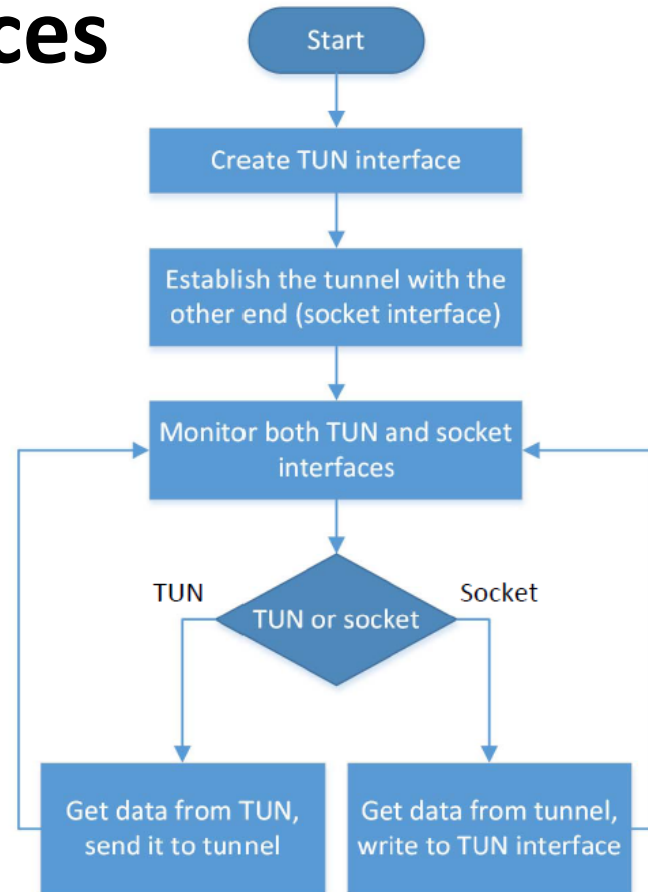 ces
Start
Create TUN interface
Establish the tunnel with the
other end (socket interface)
Monitor both TUN and socket
interfaces
TUN
Socket
TUN or socket
Get data from TUN,
send it to tunnel
Get data from tunnel,
write to TUN interface